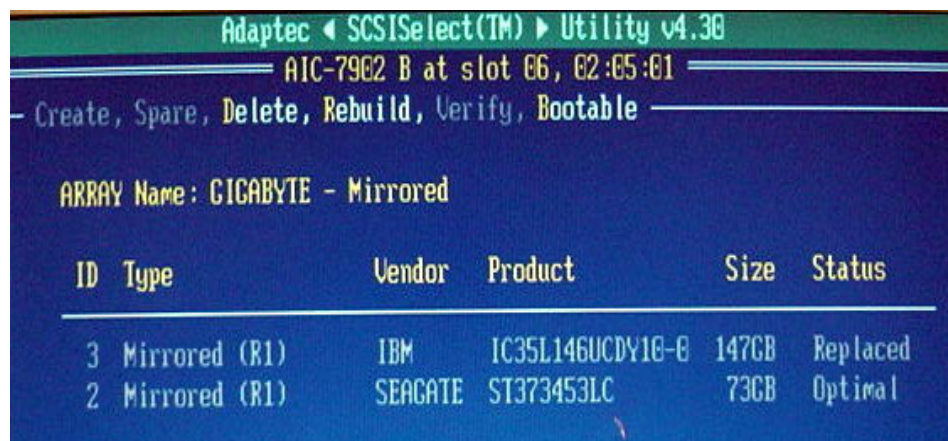 Adaptec ◀ SCSISelect(TM) ▶ Utility v4.30
AIC-7902 B at slot 06, 02:05:01
Create, Spare, Delete, Rebuild, Verify, Bootable
ARRAY Name: GIGABYTE - Mirrored
ID Type Vendor Product Size Status
3 Mirrored (R1) IBM IC35L146UCDY10-0 147GB Replaced
2 Mirrored (R1) SEAGATE ST373453LC 73GB Optimal